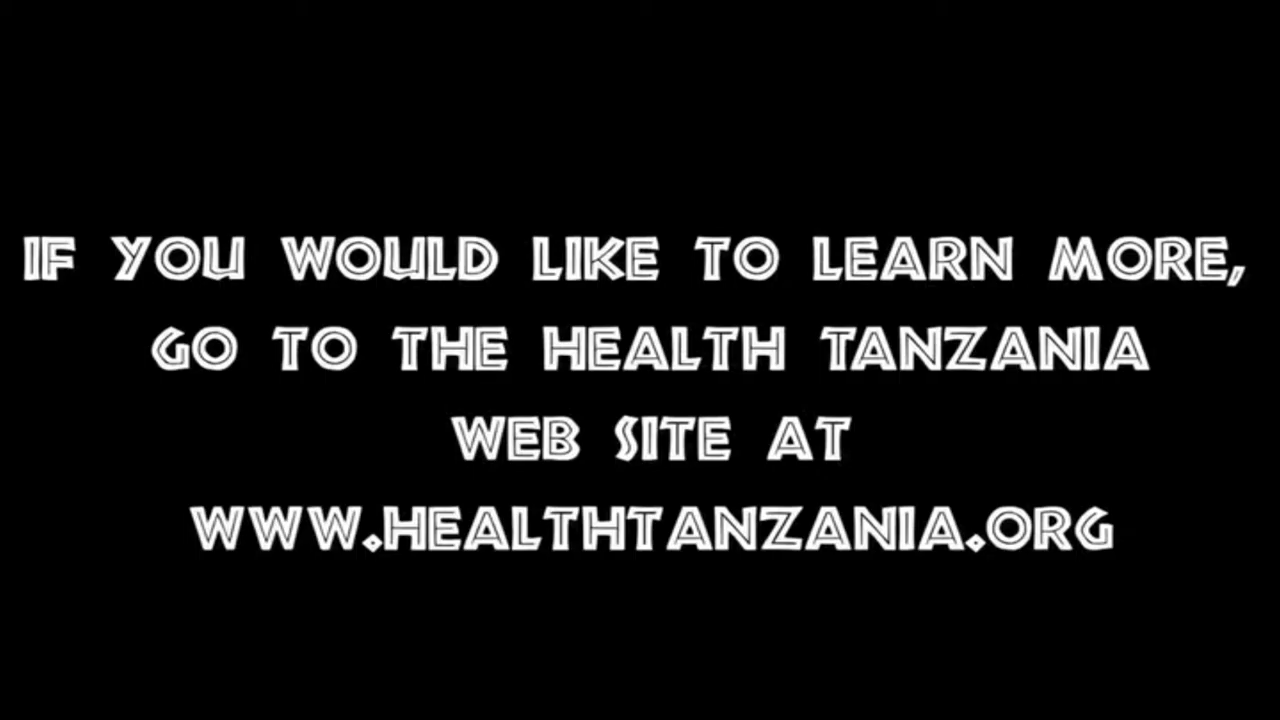 IF YOU WOULD LIKE TO LEARN MORE,
GO TO THE HEALTH TANZANIA
WEB SITE AT
WWW.HEALTHTANZANIA.ORG